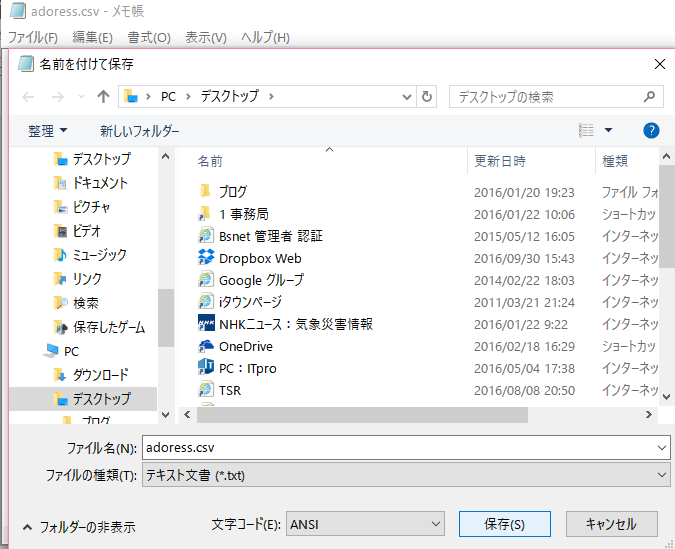 adoress.csv - メモ帳
ファイル(F) 編集(E) 書式(O) 表示(V) ヘルプ(H)
名前を付けて保存
PC デスクトップ デスクトップの検索
整理 新しいフォルダー
名前 更新日時 種類
デスクトップ
ドキュメント
ピクチャ
ビデオ
ミュージック
リンク
検索
保存したゲーム
PC
ダウンロード
デスクトップ
ブログ
ブログ 2016/01/20 19:23 ファイル フォ
1 事務局 2016/01/22 10:06 ショートカッ
Bsnet 管理者 認証 2015/05/12 16:05 インターネッ
Dropbox Web 2016/09/30 15:43 インターネッ
Google グループ 2014/02/22 18:03 インターネッ
iタウンページ 2011/03/21 21:24 インターネッ
NHKニュース：気象災害情報 2016/01/22 9:22 インターネッ
OneDrive 2016/02/18 16:29 ショートカッ
PC：ITpro 2016/05/04 17:38 インターネッ
TSR 2016/08/08 20:50 インターネッ
ファイル名(N): adoress.csv
ファイルの種類(T): テキスト文書 (*.txt)
フォルダーの非表示 文字コード(E): ANSI 保存(S) キャンセル